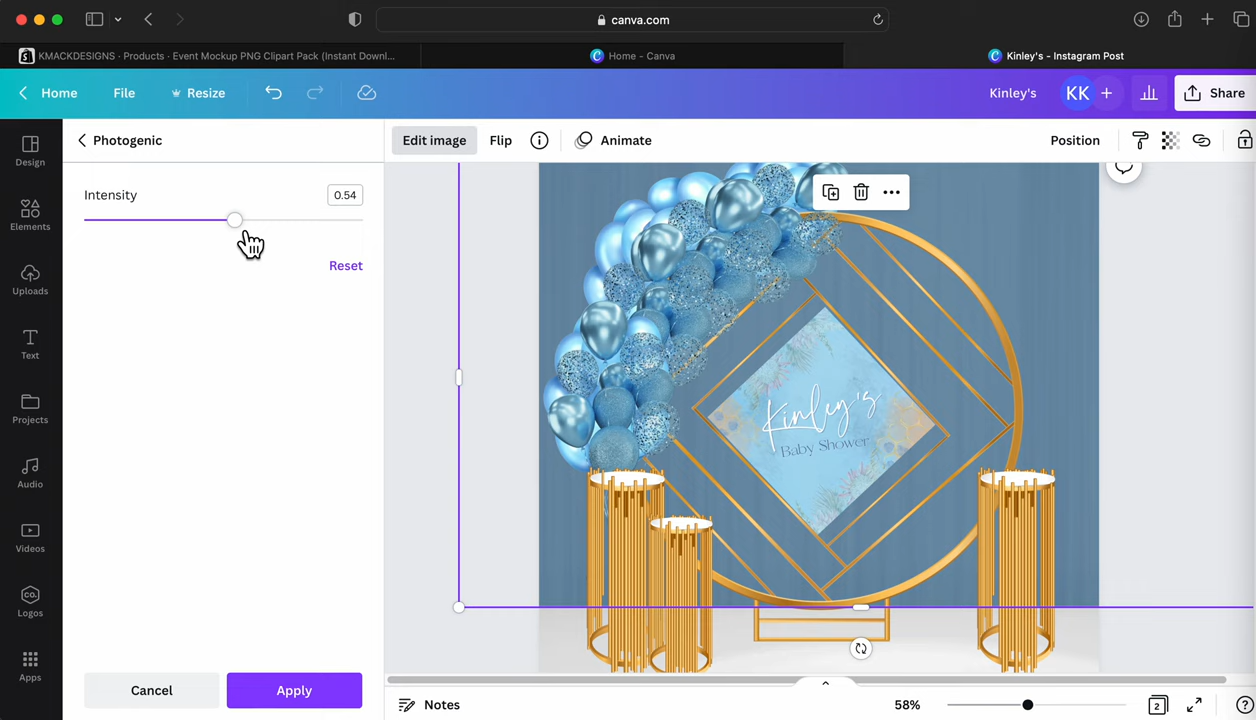 canva.com
KMACKDESIGNS · Products · Event Mockup PNG Clipart Pack (Instant Downl...
Home – Canva
Kinley's – Instagram Post
Home
File
Resize
Kinley's
KK
Share
Photogenic
Edit image
Flip
Animate
Position
Design
Elements
Uploads
Text
Projects
Audio
Videos
CO.
Logos
Apps
Intensity
0.54
Reset
Kinley's
Baby Shower
Cancel
Apply
Notes
58%
2